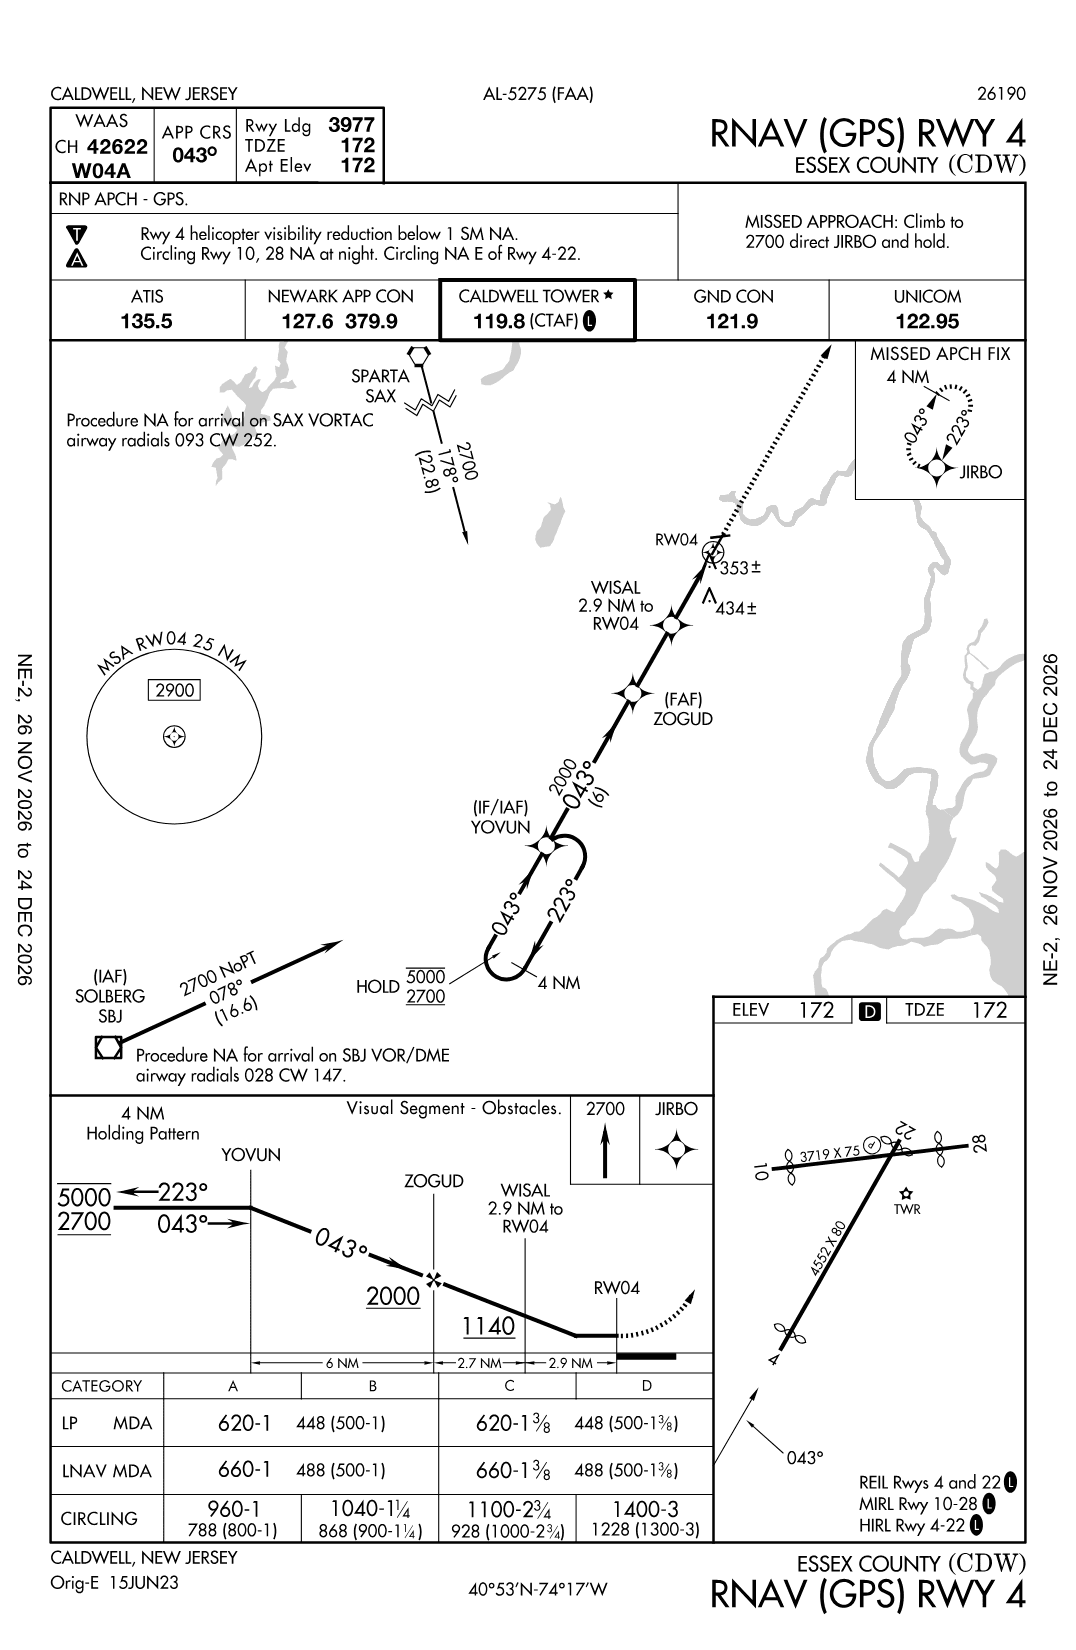 CALDWELL, NEW JERSEY
AL-5275 (FAA)
26190
WAAS
CH 42622
W04A
APP CRS
043°
Rwy Ldg 3977
TDZE 172
Apt Elev 172
RNAV (GPS) RWY 4
ESSEX COUNTY (CDW)
RNP APCH - GPS.
T
A
Rwy 4 helicopter visibility reduction below 1 SM NA.
Circling Rwy 10, 28 NA at night. Circling NA E of Rwy 4-22.
MISSED APPROACH: Climb to
2700 direct JIRBO and hold.
ATIS
135.5
NEWARK APP CON
127.6 379.9
CALDWELL TOWER ★
119.8 (CTAF) L
GND CON
121.9
UNICOM
122.95
MISSED APCH FIX
4 NM
043°
223°
JIRBO
SPARTA
SAX
Procedure NA for arrival on SAX VORTAC
airway radials 093 CW 252.
2700
178°
(22.8)
RW04
353±
434±
WISAL
2.9 NM to
RW04
(FAF)
ZOGUD
MSA RW04 25 NM
2900
2000
043°
(6)
(IF/IAF)
YOVUN
043°
223°
HOLD 5000
2700
4 NM
(IAF)
SOLBERG
SBJ
2700 NoPT
078°
(16.6)
Procedure NA for arrival on SBJ VOR/DME
airway radials 028 CW 147.
NE-2, 26 NOV 2026 to 24 DEC 2026
NE-2, 26 NOV 2026 to 24 DEC 2026
ELEV 172
D
TDZE 172
10
3719 X 75
22
28
TWR
4552 X 80
4
043°
REIL Rwys 4 and 22 L
MIRL Rwy 10-28 L
HIRL Rwy 4-22 L
4 NM
Holding Pattern
Visual Segment - Obstacles.
2700
JIRBO
YOVUN
ZOGUD
WISAL
2.9 NM to
RW04
RW04
5000
2700
223°
043°
043°
2000
1140
6 NM
2.7 NM
2.9 NM
CATEGORY A B C D
LP MDA 620-1 448 (500-1) 620-1⅜ 448 (500-1⅜)
LNAV MDA 660-1 488 (500-1) 660-1⅜ 488 (500-1⅜)
CIRCLING
960-1
788 (800-1)
1040-1¼
868 (900-1¼)
1100-2¾
928 (1000-2¾)
1400-3
1228 (1300-3)
CALDWELL, NEW JERSEY
Orig-E 15JUN23
40°53'N-74°17'W
ESSEX COUNTY (CDW)
RNAV (GPS) RWY 4